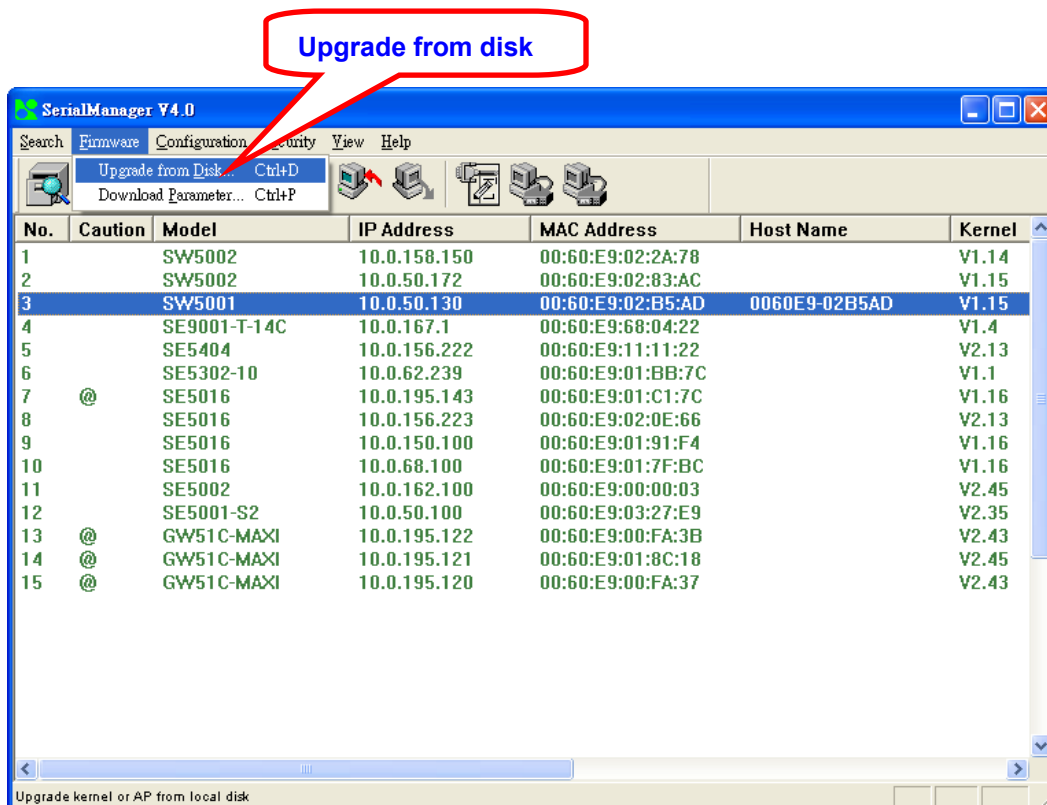 Upgrade from disk
SerialManager V4.0
Search Firmware Configuration curity View Help
Upgrade from Disk... Ctrl+D
Download Parameter... Ctrl+P
No. Caution Model IP Address MAC Address Host Name Kernel
1 SW5002 10.0.158.150 00:60:E9:02:2A:78 V1.14
2 SW5002 10.0.50.172 00:60:E9:02:83:AC V1.15
3 SW5001 10.0.50.130 00:60:E9:02:B5:AD 0060E9-02B5AD V1.15
4 SE9001-T-14C 10.0.167.1 00:60:E9:68:04:22 V1.4
5 SE5404 10.0.156.222 00:60:E9:11:11:22 V2.13
6 SE5302-10 10.0.62.239 00:60:E9:01:BB:7C V1.1
7 @ SE5016 10.0.195.143 00:60:E9:01:C1:7C V1.16
8 SE5016 10.0.156.223 00:60:E9:02:0E:66 V2.13
9 SE5016 10.0.150.100 00:60:E9:01:91:F4 V1.16
10 SE5016 10.0.68.100 00:60:E9:01:7F:BC V1.16
11 SE5002 10.0.162.100 00:60:E9:00:00:03 V2.45
12 SE5001-S2 10.0.50.100 00:60:E9:03:27:E9 V2.35
13 @ GW51C-MAXI 10.0.195.122 00:60:E9:00:FA:3B V2.43
14 @ GW51C-MAXI 10.0.195.121 00:60:E9:01:8C:18 V2.45
15 @ GW51C-MAXI 10.0.195.120 00:60:E9:00:FA:37 V2.43
Upgrade kernel or AP from local disk